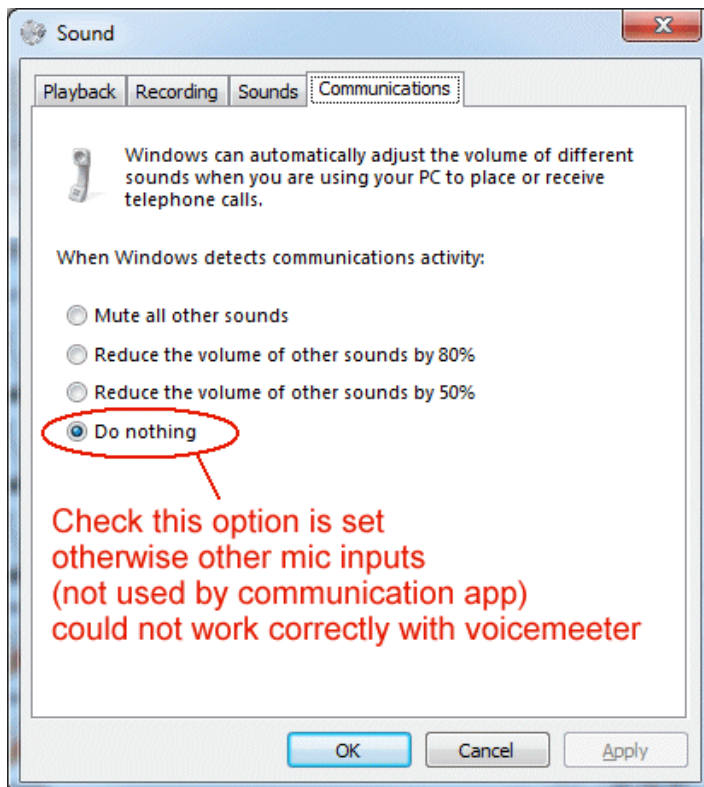 Sound
Playback Recording Sounds Communications
Windows can automatically adjust the volume of different
sounds when you are using your PC to place or receive
telephone calls.
When Windows detects communications activity:
Mute all other sounds
Reduce the volume of other sounds by 80%
Reduce the volume of other sounds by 50%
Do nothing
Check this option is set
otherwise other mic inputs
(not used by communication app)
could not work correctly with voicemeeter
OK Cancel Apply